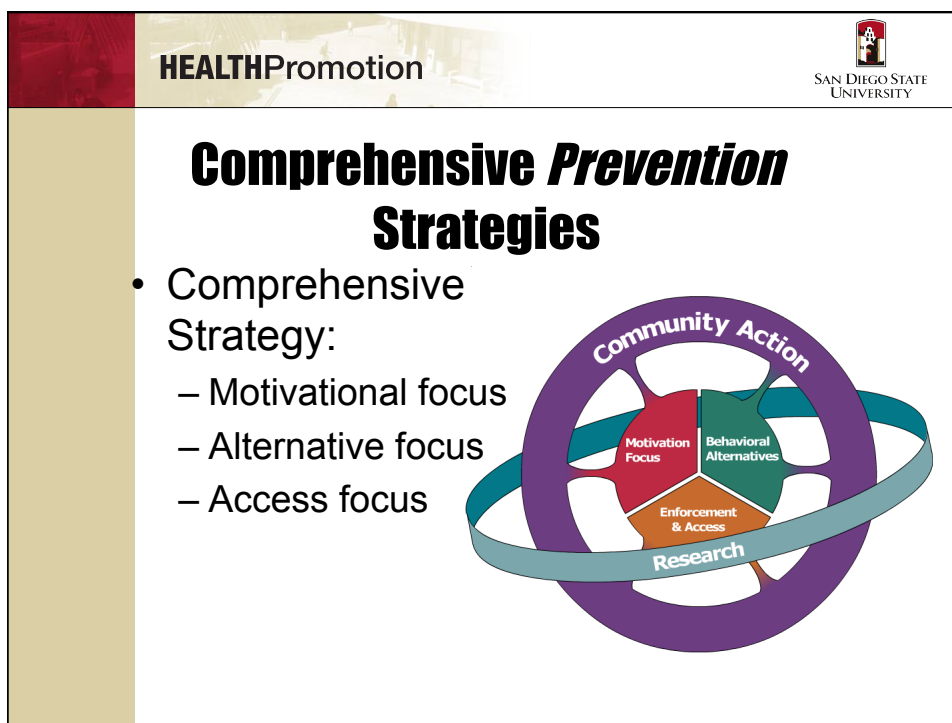 HEALTHPromotion
SAN DIEGO STATE
UNIVERSITY
Comprehensive Prevention
Strategies
• Comprehensive
Strategy:
– Motivational focus
– Alternative focus
– Access focus
Community Action
Motivation
Focus
Behavioral
Alternatives
Enforcement
& Access
Research